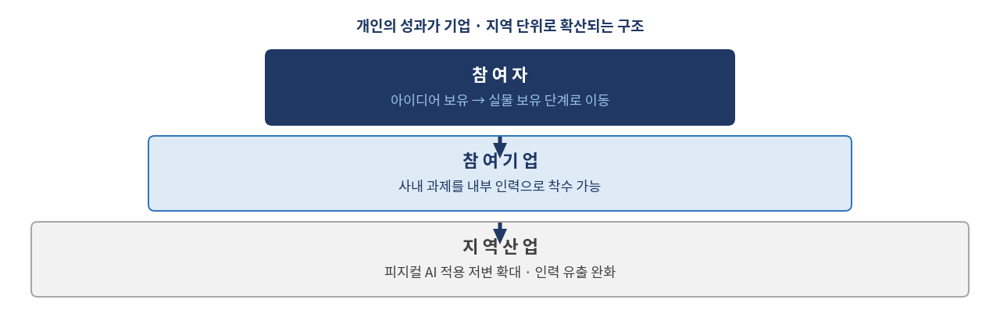 개인의 성과가 기업 · 지역 단위로 확산되는 구조
참 여 자
아이디어 보유 → 실물 보유 단계로 이동
참 여 기 업
사내 과제를 내부 인력으로 착수 가능
지 역 산 업
피지컬 AI 적용 저변 확대 · 인력 유출 완화